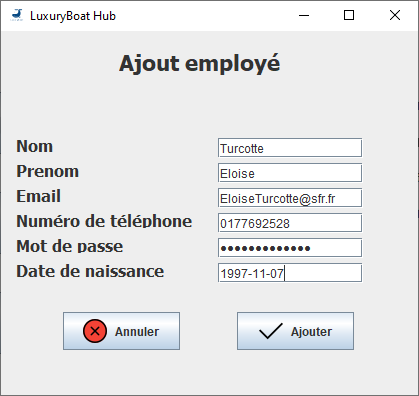 LuxuryBoat Hub
Ajout employé
Nom Turcotte
Prenom Eloise
Email EloiseTurcotte@sfr.fr
Numéro de téléphone 0177692528
Mot de passe •••••••••••••
Date de naissance 1997-11-07
Annuler Ajouter